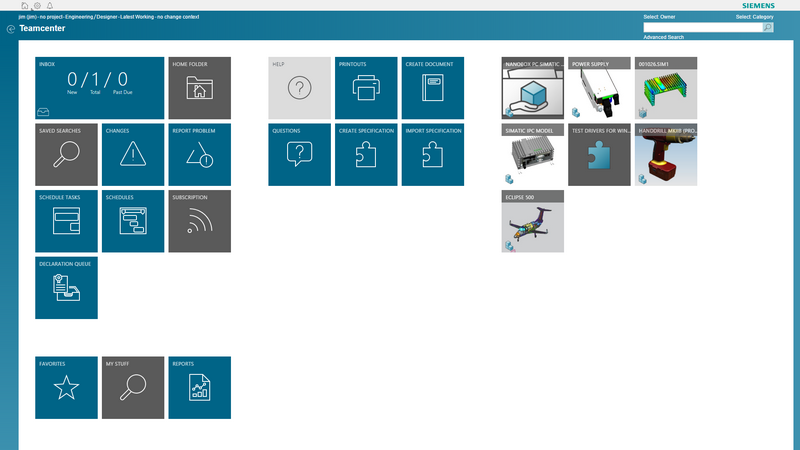 SIEMENS
jim (jim) - no project - Engineering / Designer - Latest Working - no change context
Select Owner
Select Category
Teamcenter
Advanced Search
INBOX
0/1/0
New Total Past Due
HOME FOLDER
SAVED SEARCHES
CHANGES
REPORT PROBLEM
SCHEDULE TASKS
SCHEDULES
SUBSCRIPTION
DECLARATION QUEUE
FAVORITES
MY STUFF
REPORTS
HELP
PRINTOUTS
CREATE DOCUMENT
QUESTIONS
CREATE SPECIFICATION
IMPORT SPECIFICATION
NANOBOX PC SIMATIC ...
POWER SUPPLY
001026.SIM1
SIMATIC IPC MODEL
TEST DRIVERS FOR WIN...
HANDDRILL MKIII (PRO...
ECLIPSE 500